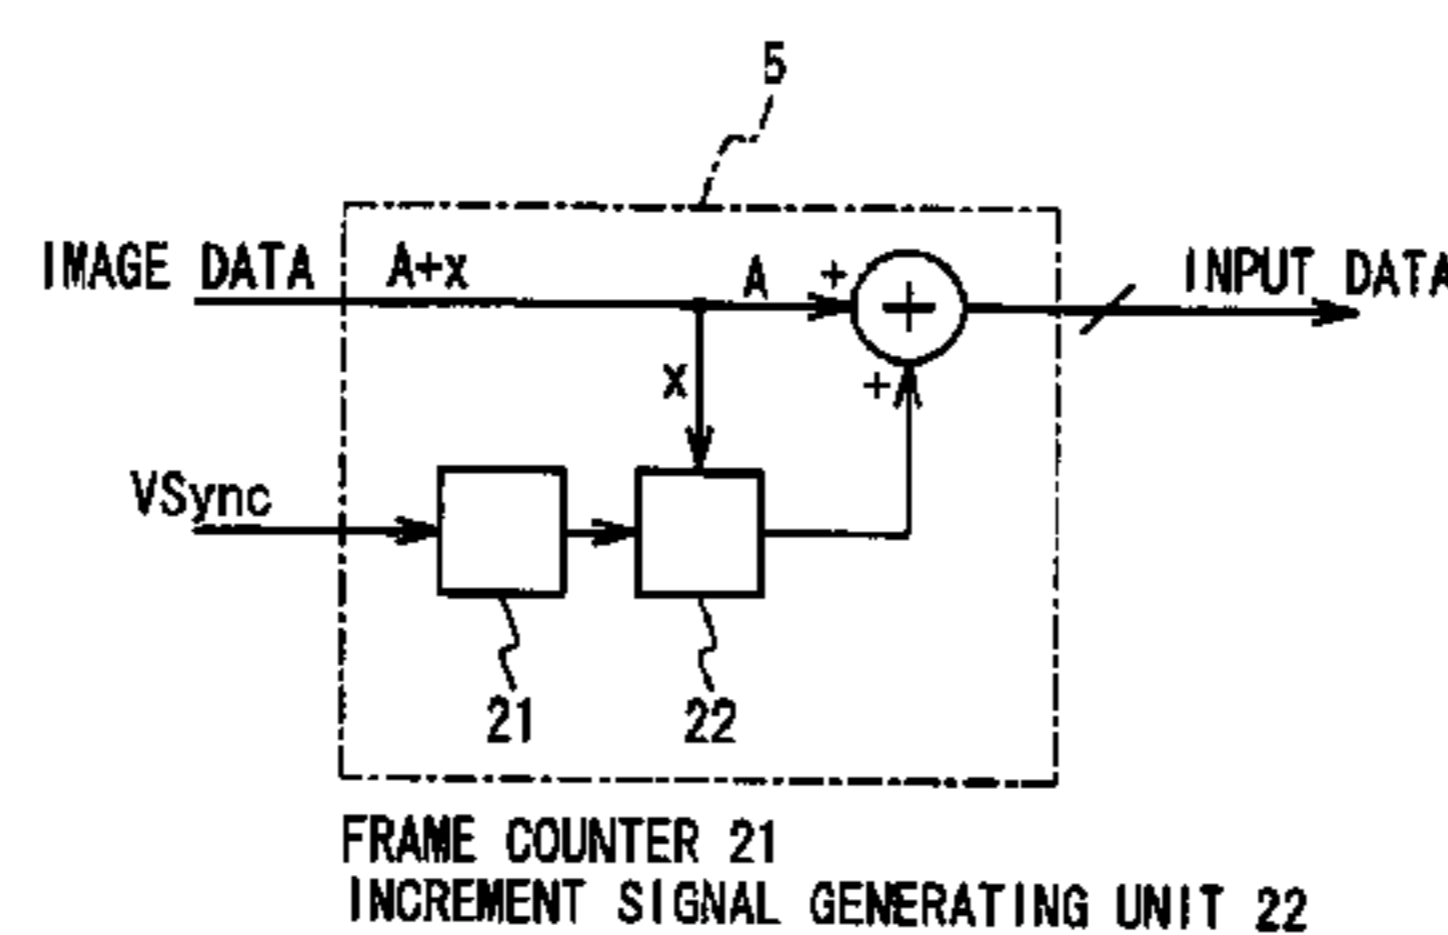 5
IMAGE DATA
A+x
A
+
INPUT DATA
x
+
VSync
21
22
FRAME COUNTER 21
INCREMENT SIGNAL GENERATING UNIT 22